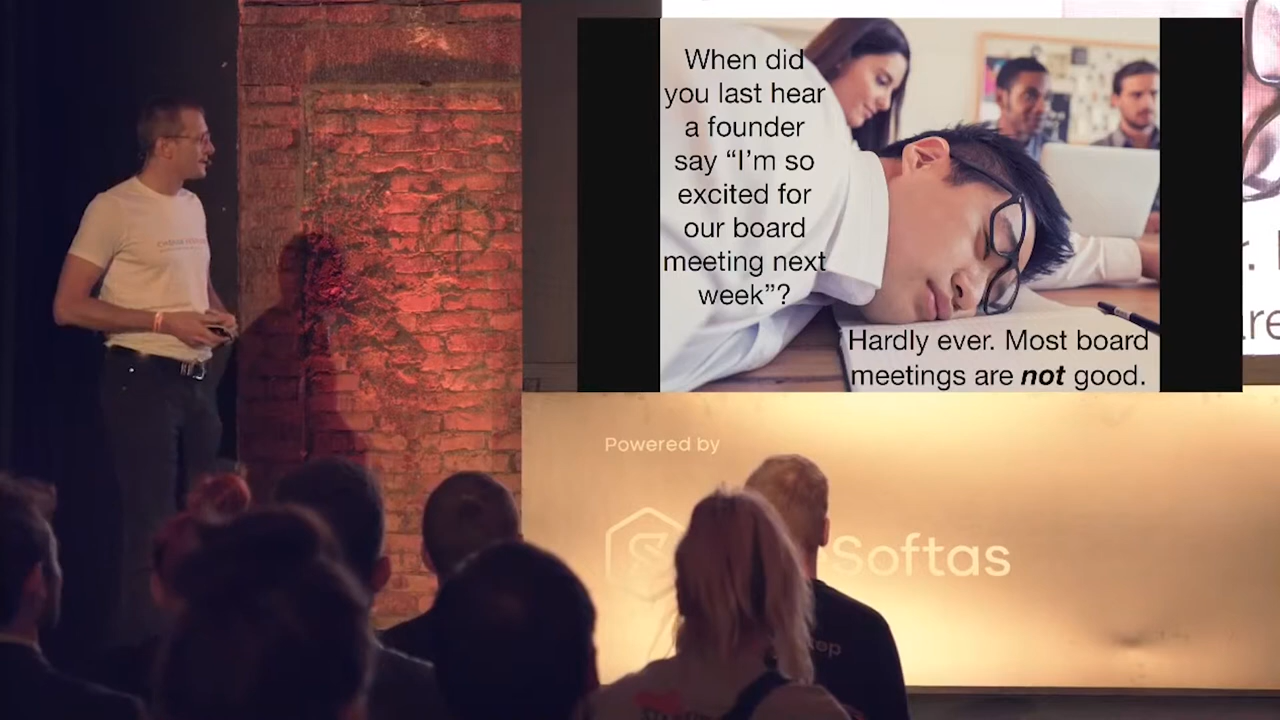 When did
you last hear
a founder
say “I’m so
excited for
our board
meeting next
week”?
Hardly ever. Most board
meetings are not good.
Powered by
Softas